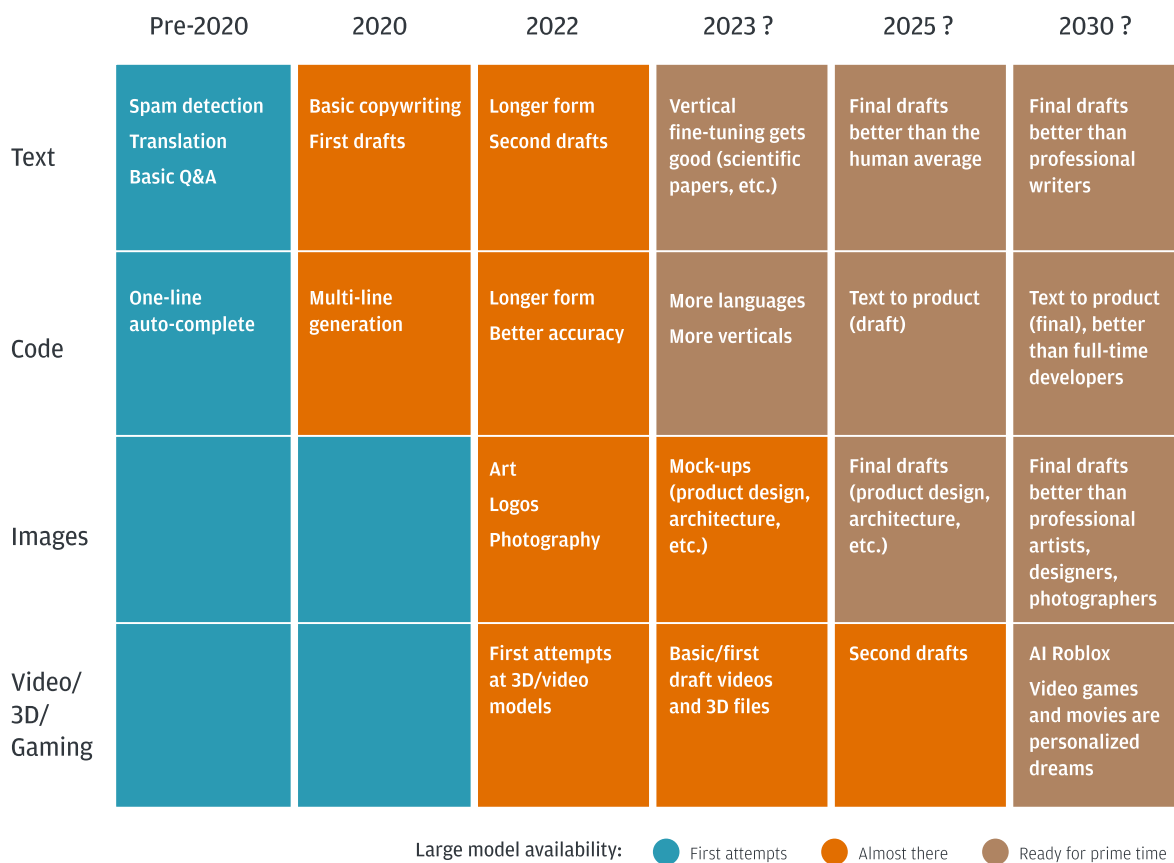 Pre-2020
2020
2022
2023 ?
2025 ?
2030 ?
Text
Spam detection
Translation
Basic Q&A
Basic copywriting
First drafts
Longer form
Second drafts
Vertical
fine-tuning gets
good (scientific
papers, etc.)
Final drafts
better than the
human average
Final drafts
better than
professional
writers
Code
One-line
auto-complete
Multi-line
generation
Longer form
Better accuracy
More languages
More verticals
Text to product
(draft)
Text to product
(final), better
than full-time
developers
Images
Art
Logos
Photography
Mock-ups
(product design,
architecture,
etc.)
Final drafts
(product design,
architecture,
etc.)
Final drafts
better than
professional
artists,
designers,
photographers
Video/
3D/
Gaming
First attempts
at 3D/video
models
Basic/first
draft videos
and 3D files
Second drafts
AI Roblox
Video games
and movies are
personalized
dreams
Large model availability:
First attempts
Almost there
Ready for prime time